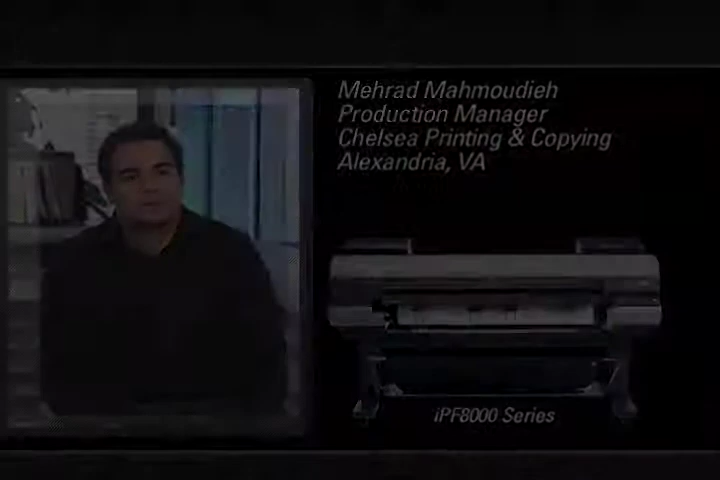 Mehrad Mahmoudieh
Production Manager
Chelsea Printing & Copying
Alexandria, VA
iPF8000 Series